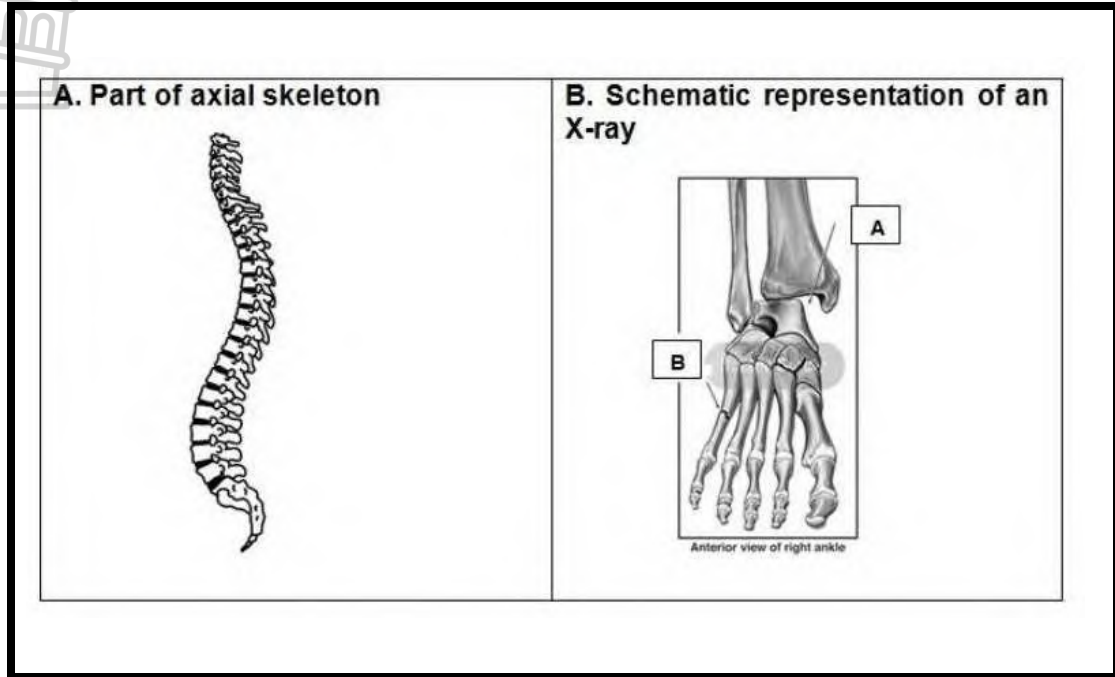 A. Part of axial skeleton
B. Schematic representation of an
X-ray
A
B
Anterior view of right ankle